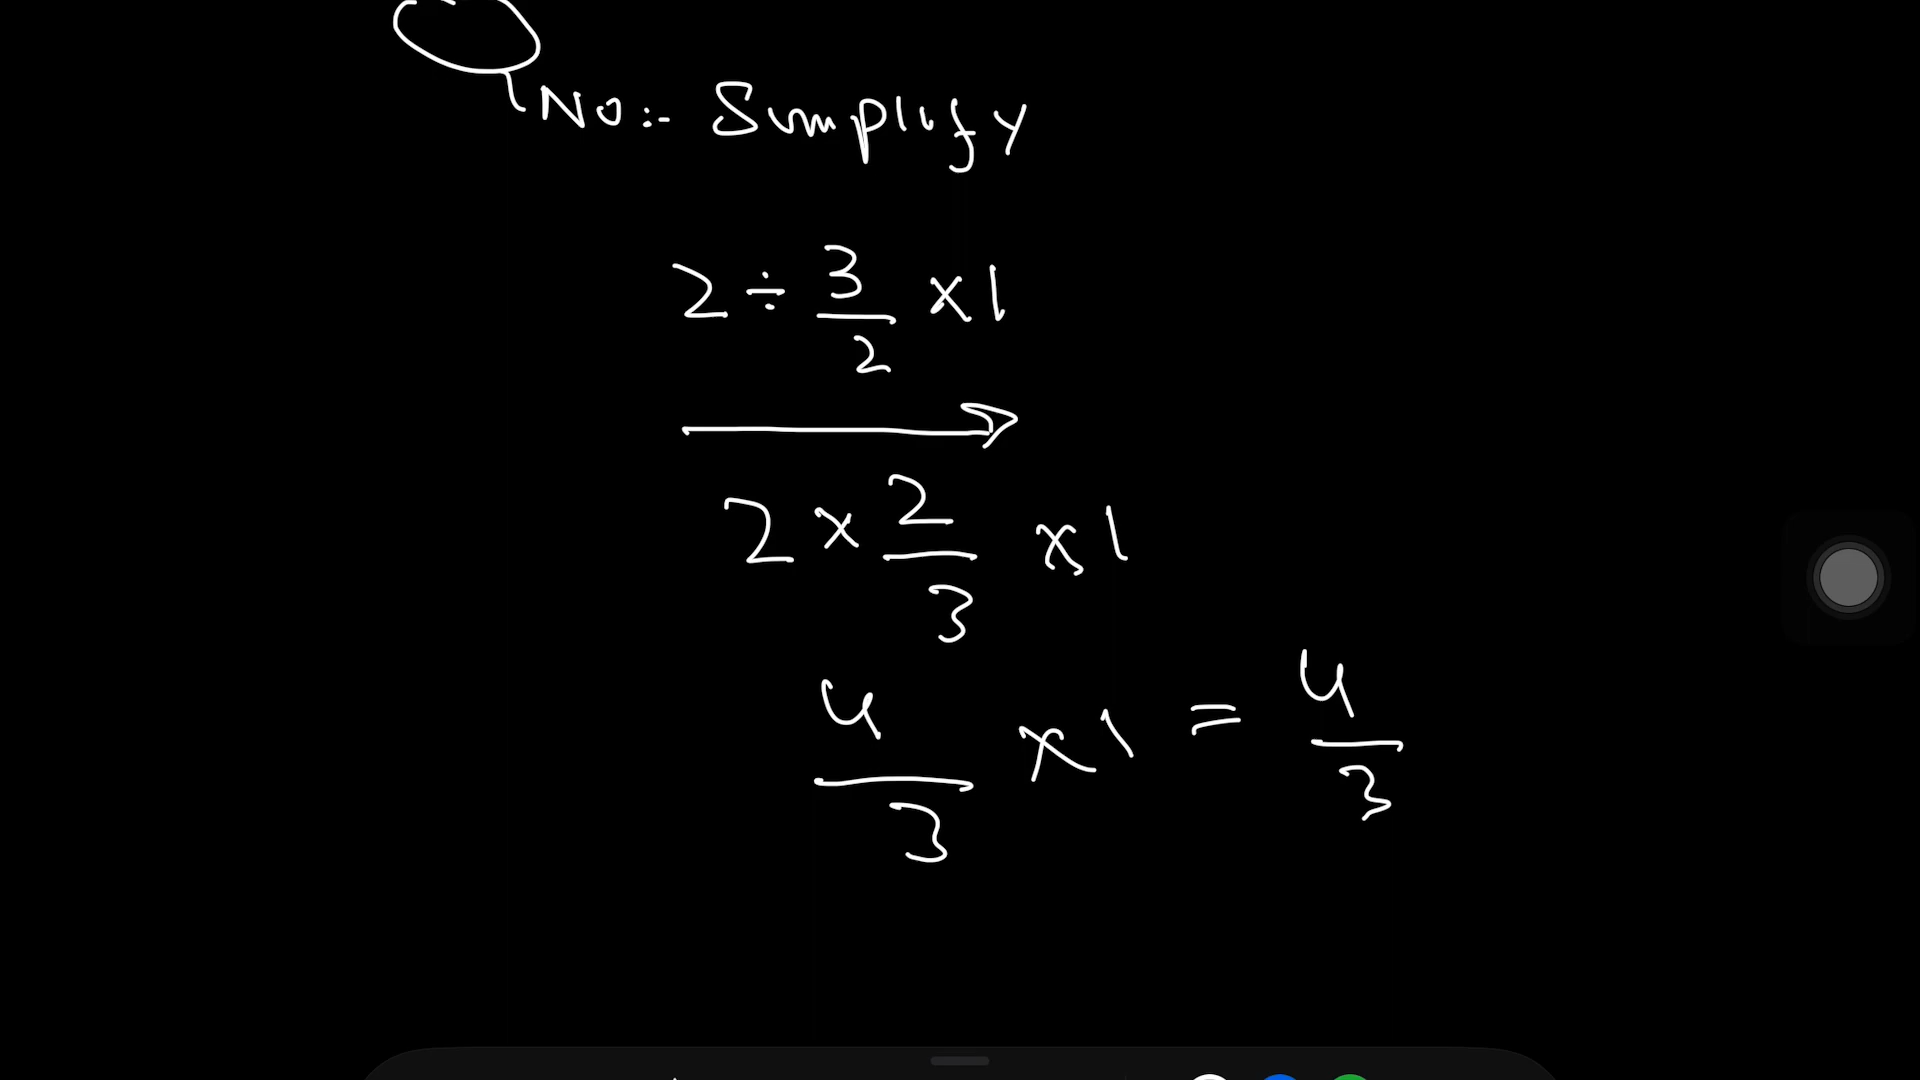 No:- Simplify
2 ÷ 3/2 x 1
2 x 2/3 x 1
4/3 x 1 = 4/3